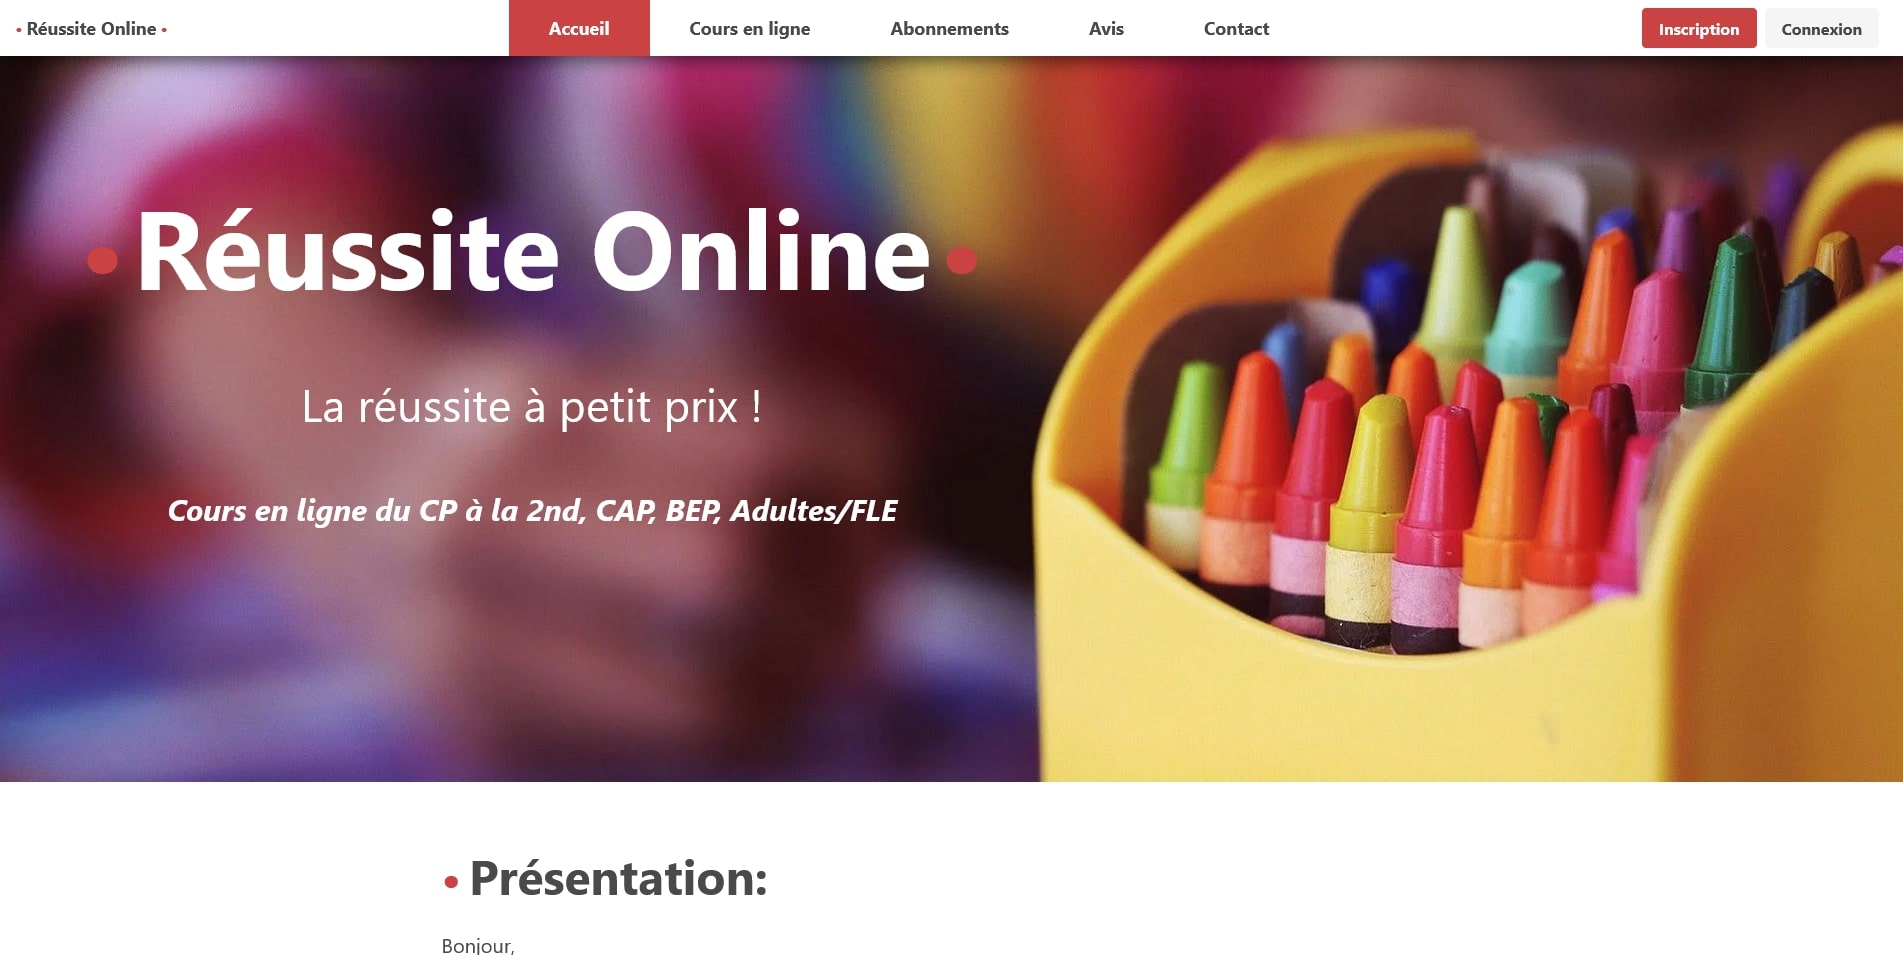 • Réussite Online •
Accueil
Cours en ligne
Abonnements
Avis
Contact
Inscription
Connexion
• Réussite Online •
La réussite à petit prix !
Cours en ligne du CP à la 2nd, CAP, BEP, Adultes/FLE
• Présentation:
Bonjour,